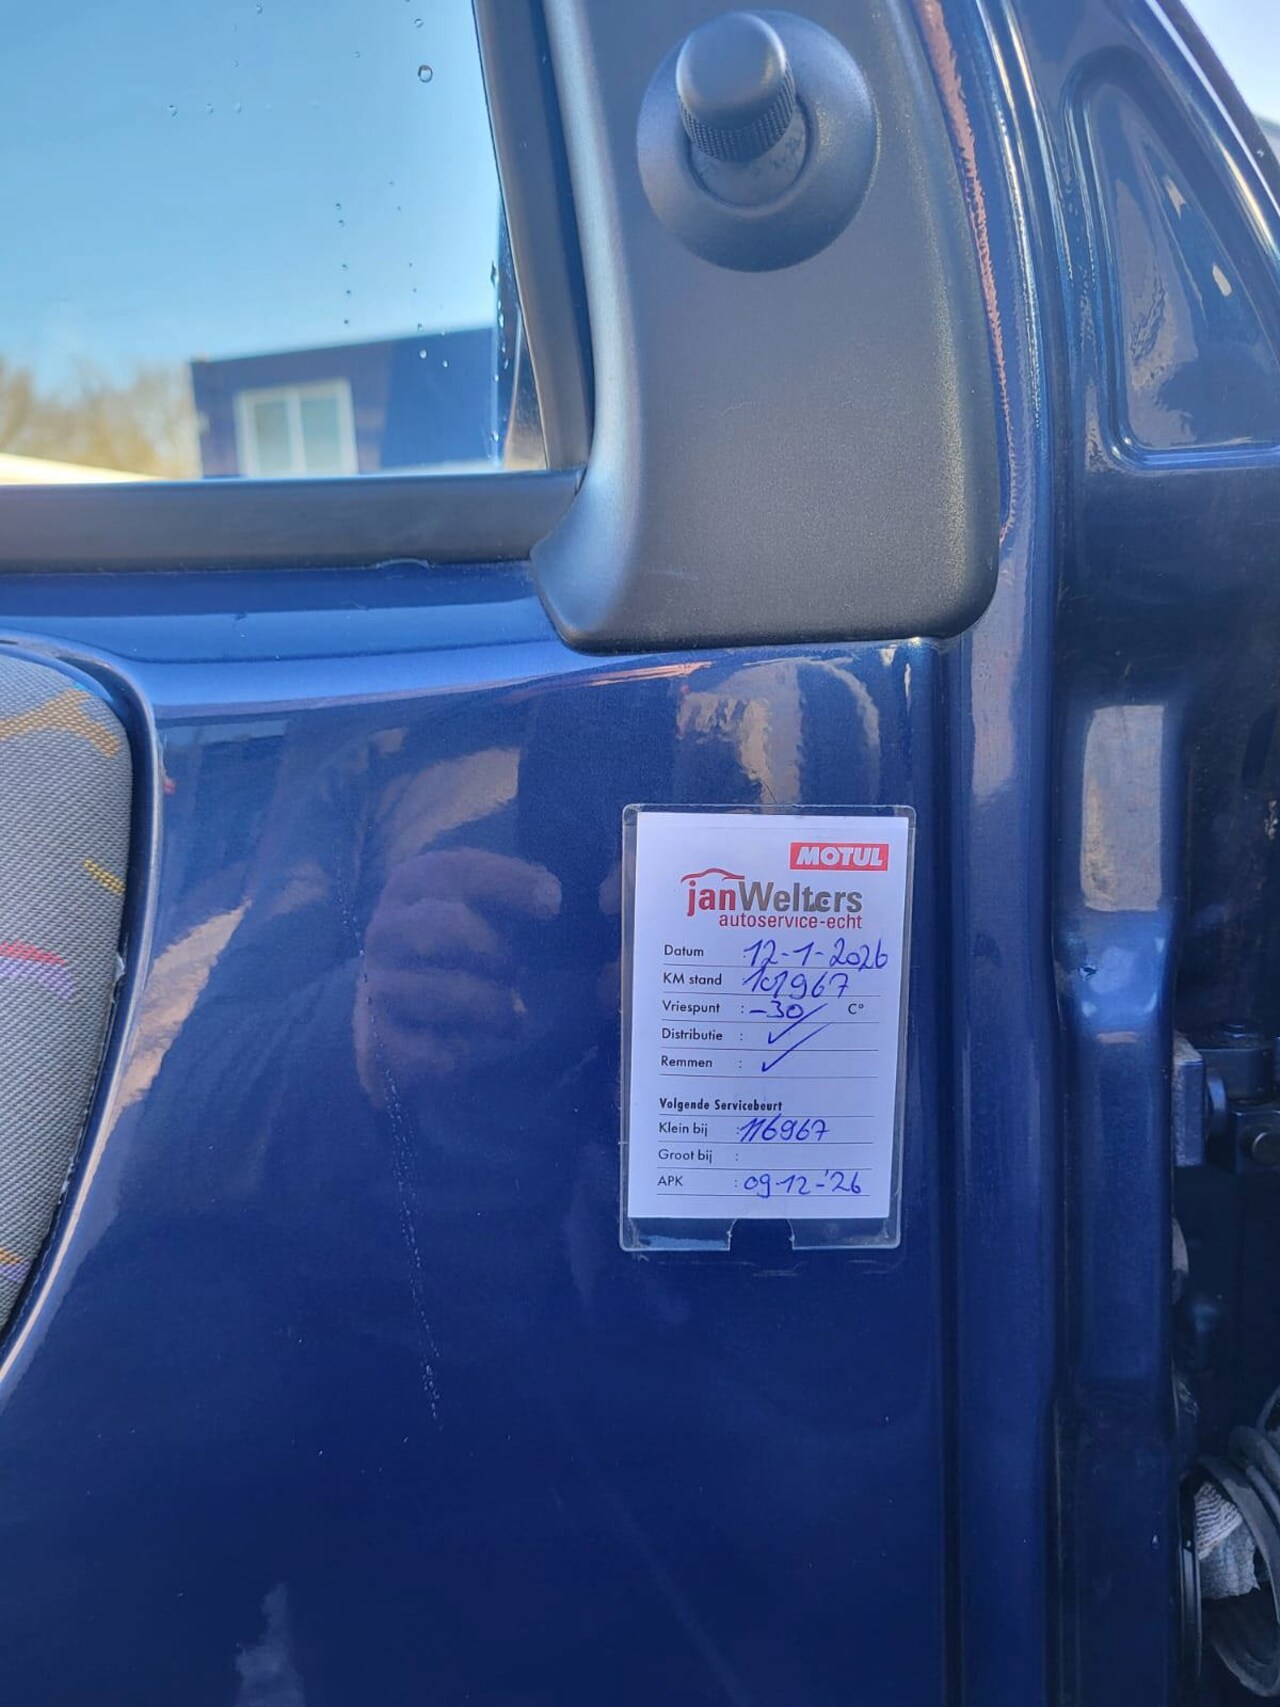 MOTUL
janWelters
autoservice-echt
Datum : 12-1-2026
KM stand : 101967
Vriespunt : -30 C°
Distributie : ✓
Remmen : ✓
Volgende Servicebeurt
Klein bij : 116967
Groot bij :
APK : 09-12-'26